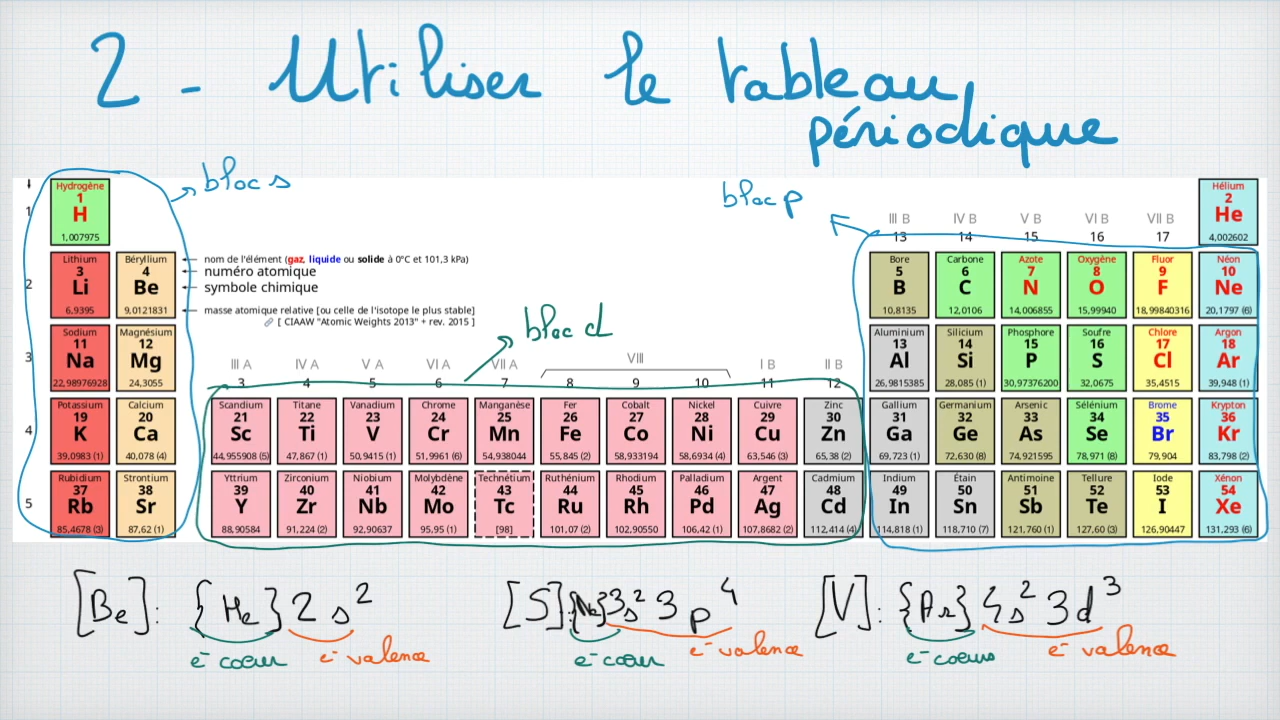 2 - Utiliser le tableau
périodique
bloc s
bloc p
bloc d
nom de l'élément (gaz, liquide ou solide à 0°C et 101,3 kPa)
numéro atomique
symbole chimique
masse atomique relative [ou celle de l'isotope le plus stable]
[ CIAAW "Atomic Weights 2013" + rev. 2015 ]
III B IV B V B VI B VII B
13 14 15 16 17
III A IV A V A VI A VII A VIII I B II B
3 4 5 6 7 8 9 10 11 12
1
Hydrogène Hélium
1 2
H He
1,007975 4,002602
2
Lithium Béryllium Bore Carbone Azote Oxygène Fluor Néon
3 4 5 6 7 8 9 10
Li Be B C N O F Ne
6,9395 9,0121831 10,8135 12,0106 14,006855 15,99940 18,99840316 20,1797 (6)
3
Sodium Magnésium Aluminium Silicium Phosphore Soufre Chlore Argon
11 12 13 14 15 16 17 18
Na Mg Al Si P S Cl Ar
22,98976928 24,3055 26,9815385 28,085 (1) 30,97376200 32,0675 35,4515 39,948 (1)
4
Potassium Calcium Scandium Titane Vanadium Chrome Manganèse Fer Cobalt Nickel Cuivre Zinc Gallium Germanium Arsenic Sélénium Brome Krypton
19 20 21 22 23 24 25 26 27 28 29 30 31 32 33 34 35 36
K Ca Sc Ti V Cr Mn Fe Co Ni Cu Zn Ga Ge As Se Br Kr
39,0983 (1) 40,078 (4) 44,955908 (5) 47,867 (1) 50,9415 (1) 51,9961 (6) 54,938044 55,845 (2) 58,933194 58,6934 (4) 63,546 (3) 65,38 (2) 69,723 (1) 72,630 (8) 74,921595 78,971 (8) 79,904 83,798 (2)
5
Rubidium Strontium Yttrium Zirconium Niobium Molybdène Technétium Ruthénium Rhodium Palladium Argent Cadmium Indium Étain Antimoine Tellure Iode Xénon
37 38 39 40 41 42 43 44 45 46 47 48 49 50 51 52 53 54
Rb Sr Y Zr Nb Mo Tc Ru Rh Pd Ag Cd In Sn Sb Te I Xe
85,4678 (3) 87,62 (1) 88,90584 91,224 (2) 92,90637 95,95 (1) [98] 101,07 (2) 102,90550 106,42 (1) 107,8682 (2) 112,414 (4) 114,818 (1) 118,710 (7) 121,760 (1) 127,60 (3) 126,90447 131,293 (6)
[Be]: {He} 2 s² [S]: {Ne} 3s² 3 p⁴ [V]: {Ar} 4s² 3d³
e⁻ coeur e⁻ valence e⁻ coeur e⁻ valence e⁻ coeurs e⁻ valence